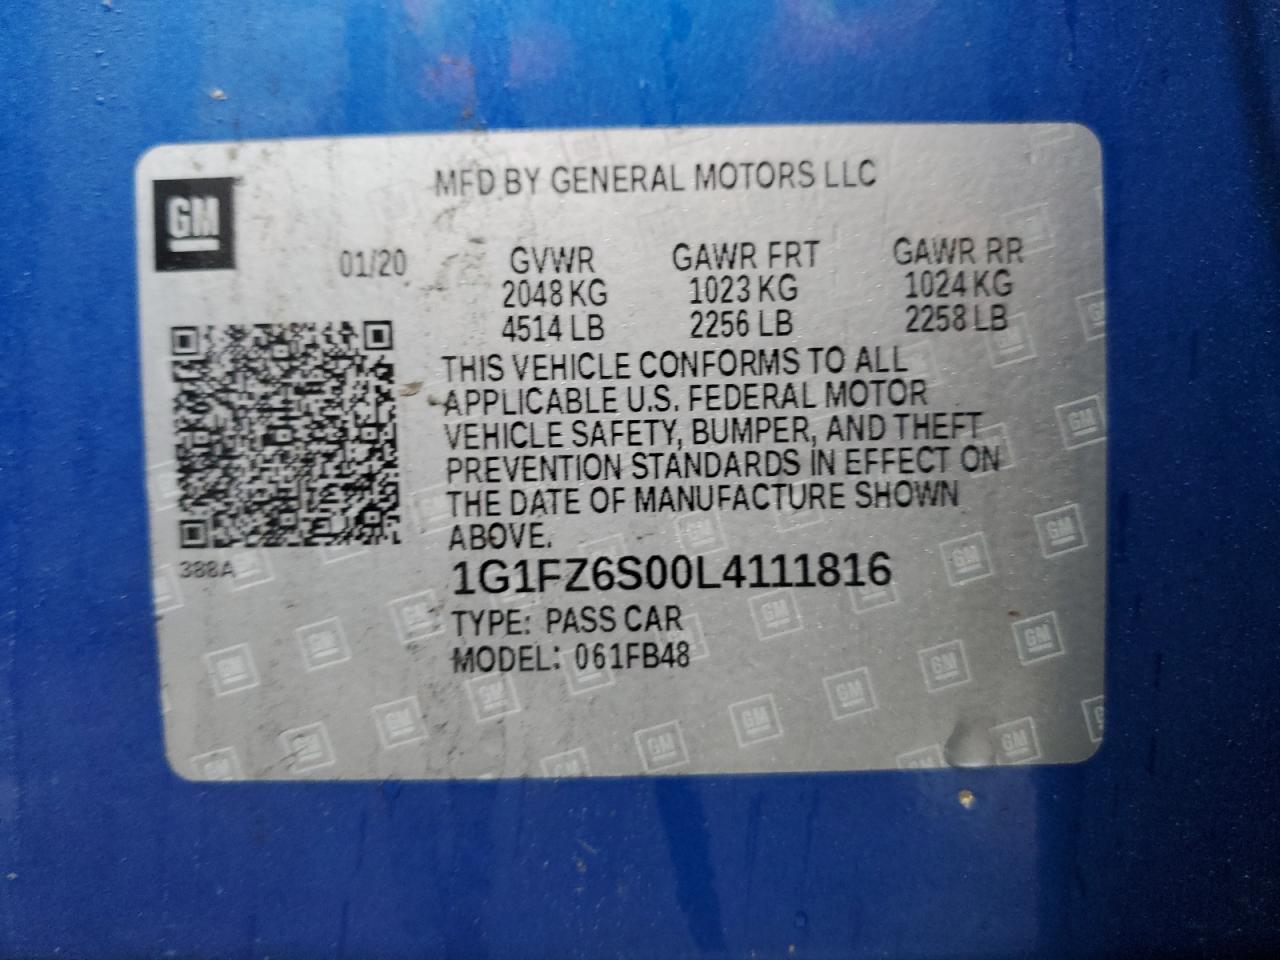 MFD BY GENERAL MOTORS LLC
GM
01/20
GVWR GAWR FRT GAWR RR
2048 KG 1023 KG 1024 KG
4514 LB 2256 LB 2258 LB
THIS VEHICLE CONFORMS TO ALL
APPLICABLE U.S. FEDERAL MOTOR
VEHICLE SAFETY, BUMPER, AND THEFT
PREVENTION STANDARDS IN EFFECT ON
THE DATE OF MANUFACTURE SHOWN
ABOVE.
388A
1G1FZ6S00L4111816
TYPE: PASS CAR
MODEL: 061FB48